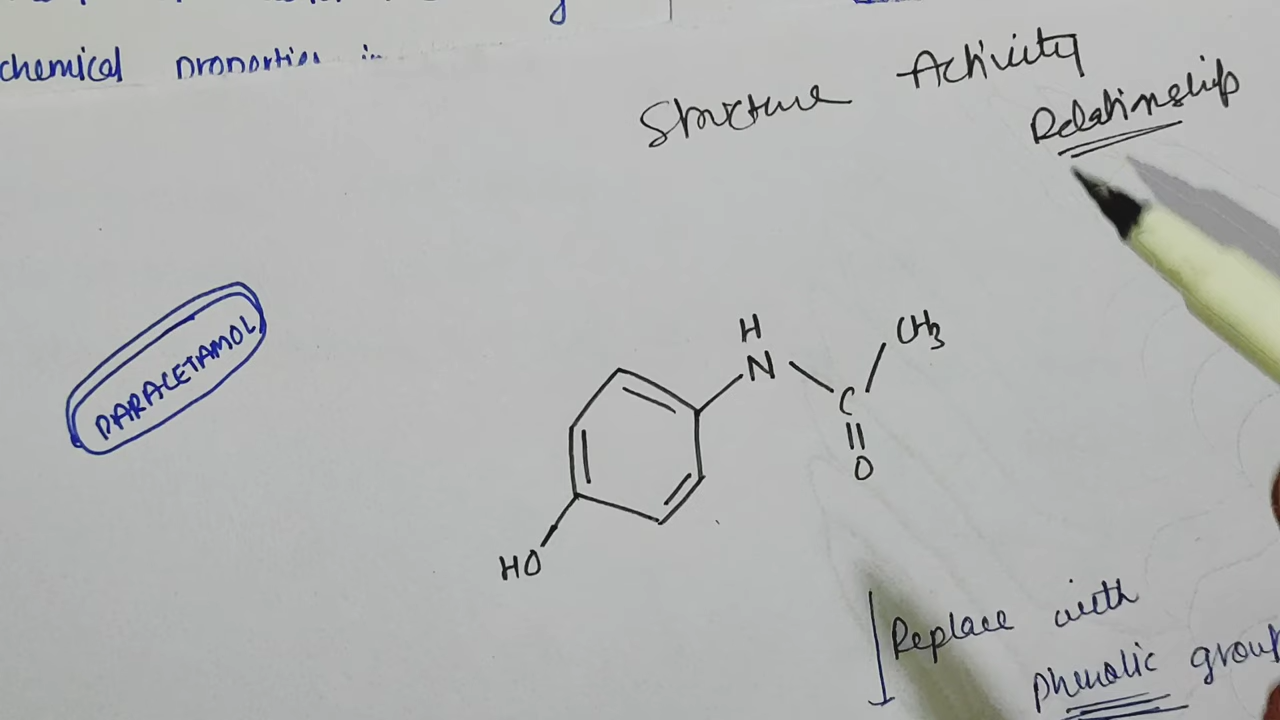 chemical
Structure Activity
Relationship
PARACETAMOL
H
N
CH3
C
O
HO
Replace with
phenolic group